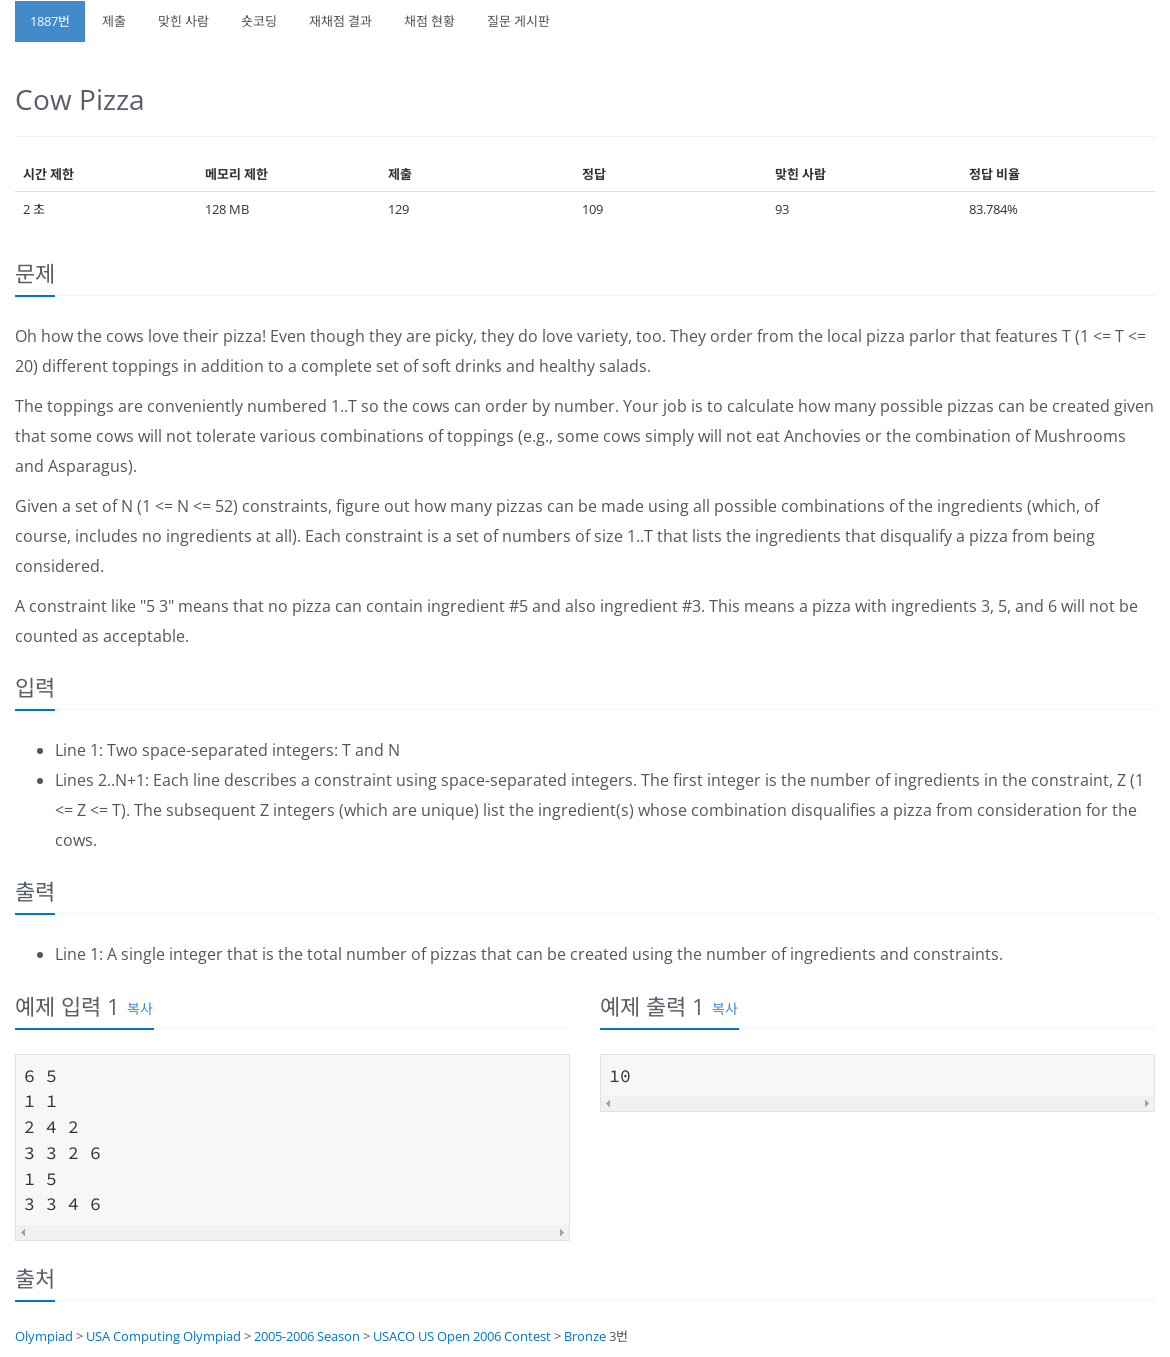 1887번 제출 맞힌 사람 숏코딩 재채점 결과 채점 현황 질문 게시판
Cow Pizza
시간 제한 메모리 제한 제출 정답 맞힌 사람 정답 비율
2 초 128 MB 129 109 93 83.784%
문제
Oh how the cows love their pizza! Even though they are picky, they do love variety, too. They order from the local pizza parlor that features T (1 <= T <=
20) different toppings in addition to a complete set of soft drinks and healthy salads.
The toppings are conveniently numbered 1..T so the cows can order by number. Your job is to calculate how many possible pizzas can be created given
that some cows will not tolerate various combinations of toppings (e.g., some cows simply will not eat Anchovies or the combination of Mushrooms
and Asparagus).
Given a set of N (1 <= N <= 52) constraints, figure out how many pizzas can be made using all possible combinations of the ingredients (which, of
course, includes no ingredients at all). Each constraint is a set of numbers of size 1..T that lists the ingredients that disqualify a pizza from being
considered.
A constraint like "5 3" means that no pizza can contain ingredient #5 and also ingredient #3. This means a pizza with ingredients 3, 5, and 6 will not be
counted as acceptable.
입력
Line 1: Two space-separated integers: T and N
Lines 2..N+1: Each line describes a constraint using space-separated integers. The first integer is the number of ingredients in the constraint, Z (1
<= Z <= T). The subsequent Z integers (which are unique) list the ingredient(s) whose combination disqualifies a pizza from consideration for the
cows.
출력
Line 1: A single integer that is the total number of pizzas that can be created using the number of ingredients and constraints.
예제 입력 1 복사
6 5
1 1
2 4 2
3 3 2 6
1 5
3 3 4 6
예제 출력 1 복사
10
출처
Olympiad > USA Computing Olympiad > 2005-2006 Season > USACO US Open 2006 Contest > Bronze 3번